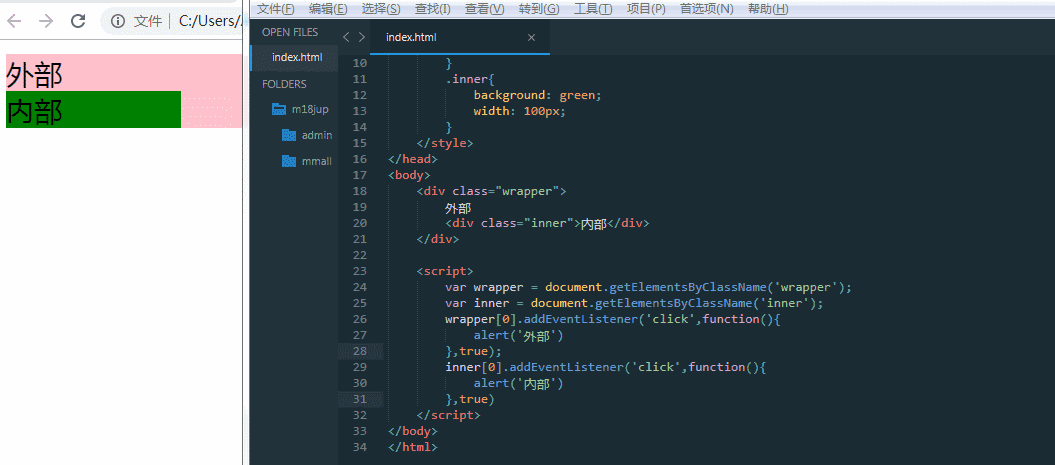 文件 C:/Users/
外部
内部
文件(F) 编辑(E) 选择(S) 查找(I) 查看(V) 转到(G) 工具(T) 项目(P) 首选项(N) 帮助(H)
OPEN FILES
index.html
FOLDERS
m18jup
admin
mmall
index.html ×
10 }
11 .inner{
12 background: green;
13 width: 100px;
14 }
15 </style>
16 </head>
17 <body>
18 <div class="wrapper">
19 外部
20 <div class="inner">内部</div>
21 </div>
22
23 <script>
24 var wrapper = document.getElementsByClassName('wrapper');
25 var inner = document.getElementsByClassName('inner');
26 wrapper[0].addEventListener('click',function(){
27 alert('外部')
28 },true);
29 inner[0].addEventListener('click',function(){
30 alert('内部')
31 },true)
32 </script>
33 </body>
34 </html>